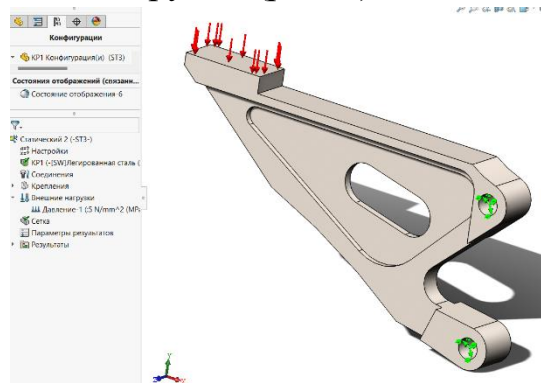 Конфигурации
КР1 Конфигурация(и) (ST3)
Состояния отображений (связанн...
Состояние отображения-6
Статический 2 (-ST3-)
Настройки
КР1 (-[SW]Легированная сталь (
Соединения
Крепления
Внешние нагрузки
Давление-1 (:5 N/mm^2 (MPa
Сетка
Параметры результатов
Результаты